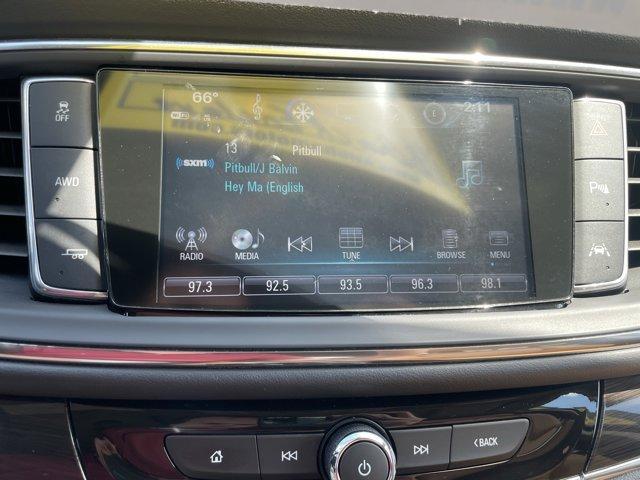 66° 2:11
OFF
WiFi
E
13 Pitbull
sxm
Pitbull/J Balvin
Hey Ma (English
AWD
RADIO MEDIA TUNE BROWSE MENU
97.3 92.5 93.5 96.3 98.1
BACK